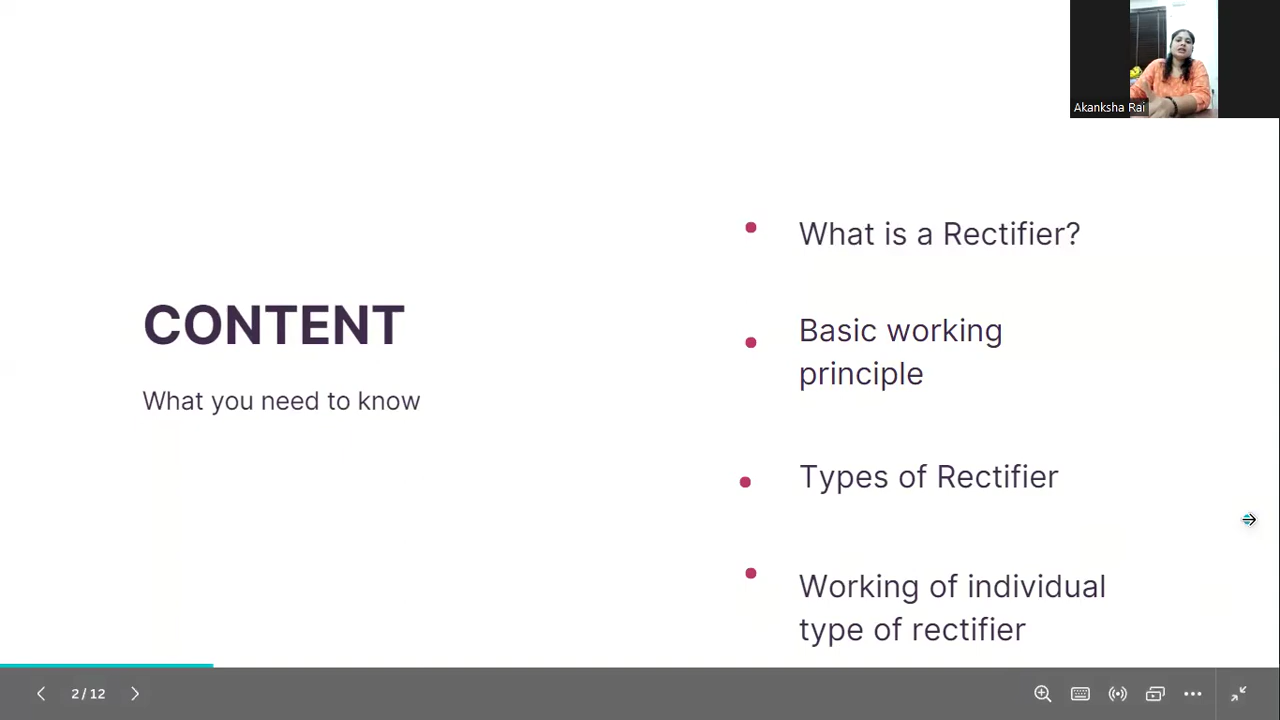 Akanksha Rai
What is a Rectifier?
CONTENT
What you need to know
Basic working
principle
Types of Rectifier
Working of individual
type of rectifier
2 / 12